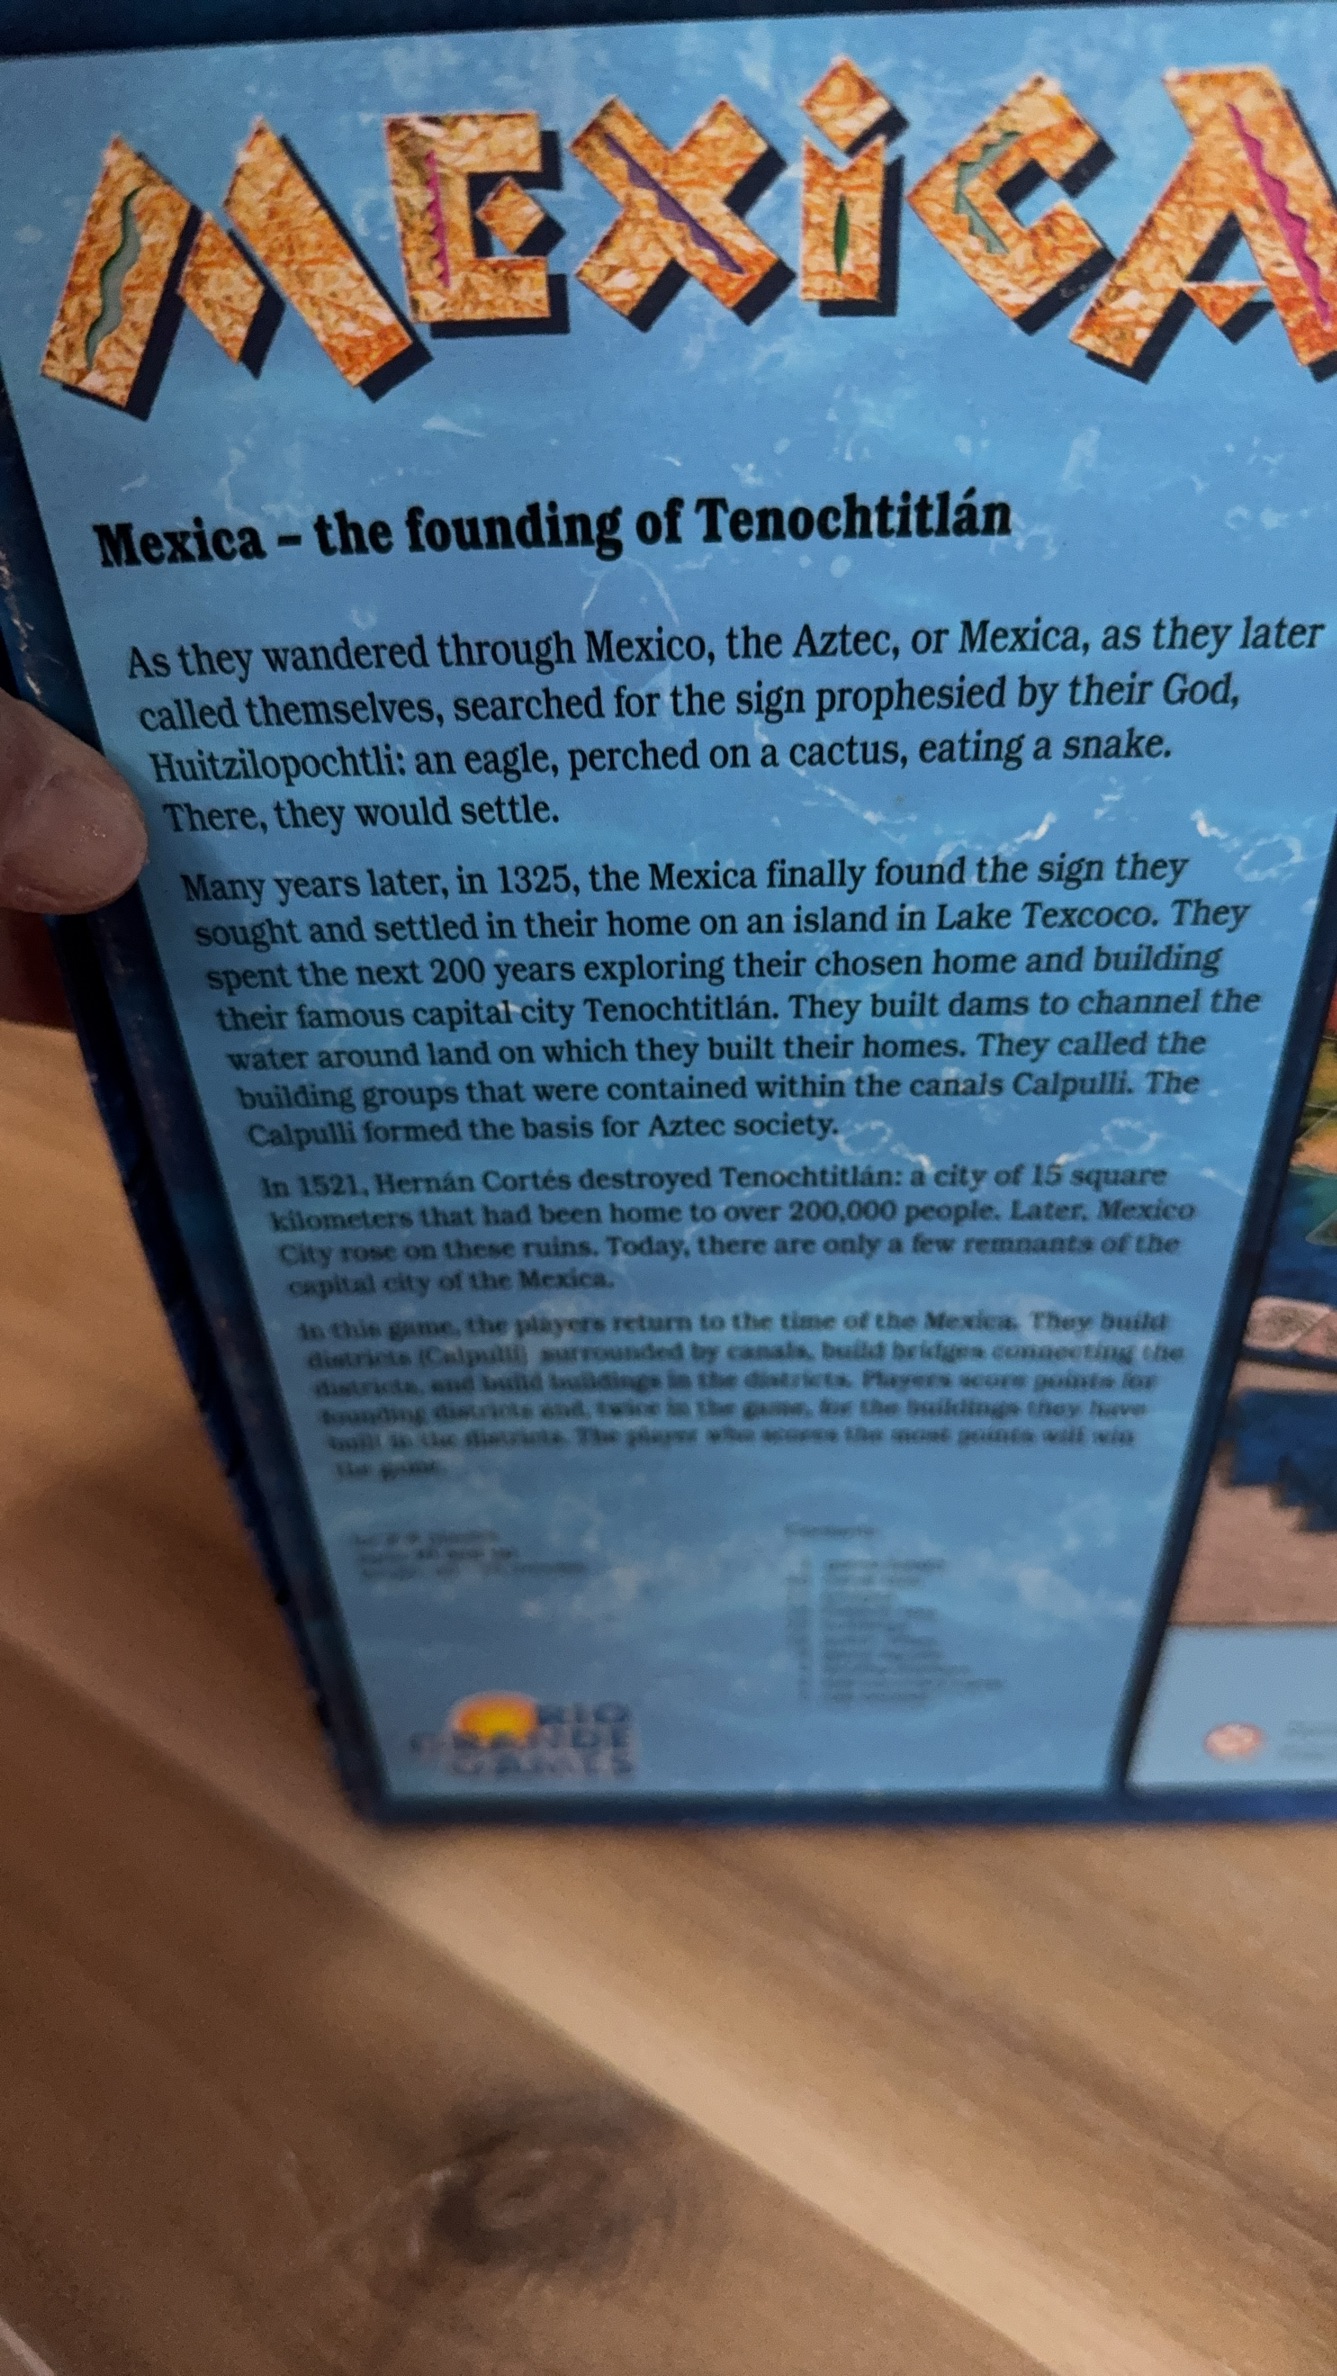 MEXICA
Mexica – the founding of Tenochtitlán
As they wandered through Mexico, the Aztec, or Mexica, as they later
called themselves, searched for the sign prophesied by their God,
Huitzilopochtli: an eagle, perched on a cactus, eating a snake.
There, they would settle.
Many years later, in 1325, the Mexica finally found the sign they
sought and settled in their home on an island in Lake Texcoco. They
spent the next 200 years exploring their chosen home and building
their famous capital city Tenochtitlán. They built dams to channel the
water around land on which they built their homes. They called the
building groups that were contained within the canals Calpulli. The
Calpulli formed the basis for Aztec society.
In 1521, Hernán Cortés destroyed Tenochtitlán: a city of 15 square
kilometers that had been home to over 200,000 people. Later, Mexico
City rose on these ruins. Today, there are only a few remnants of the
capital city of the Mexica.
In this game, the players return to the time of the Mexica. They build
districts (Calpulli) surrounded by canals, build bridges connecting the
districts, and build buildings in the districts. Players score points for
founding districts and, twice in the game, for the buildings they have
built in the districts. The player who scores the most points will win
the game.
RIO
GRANDE
GAMES